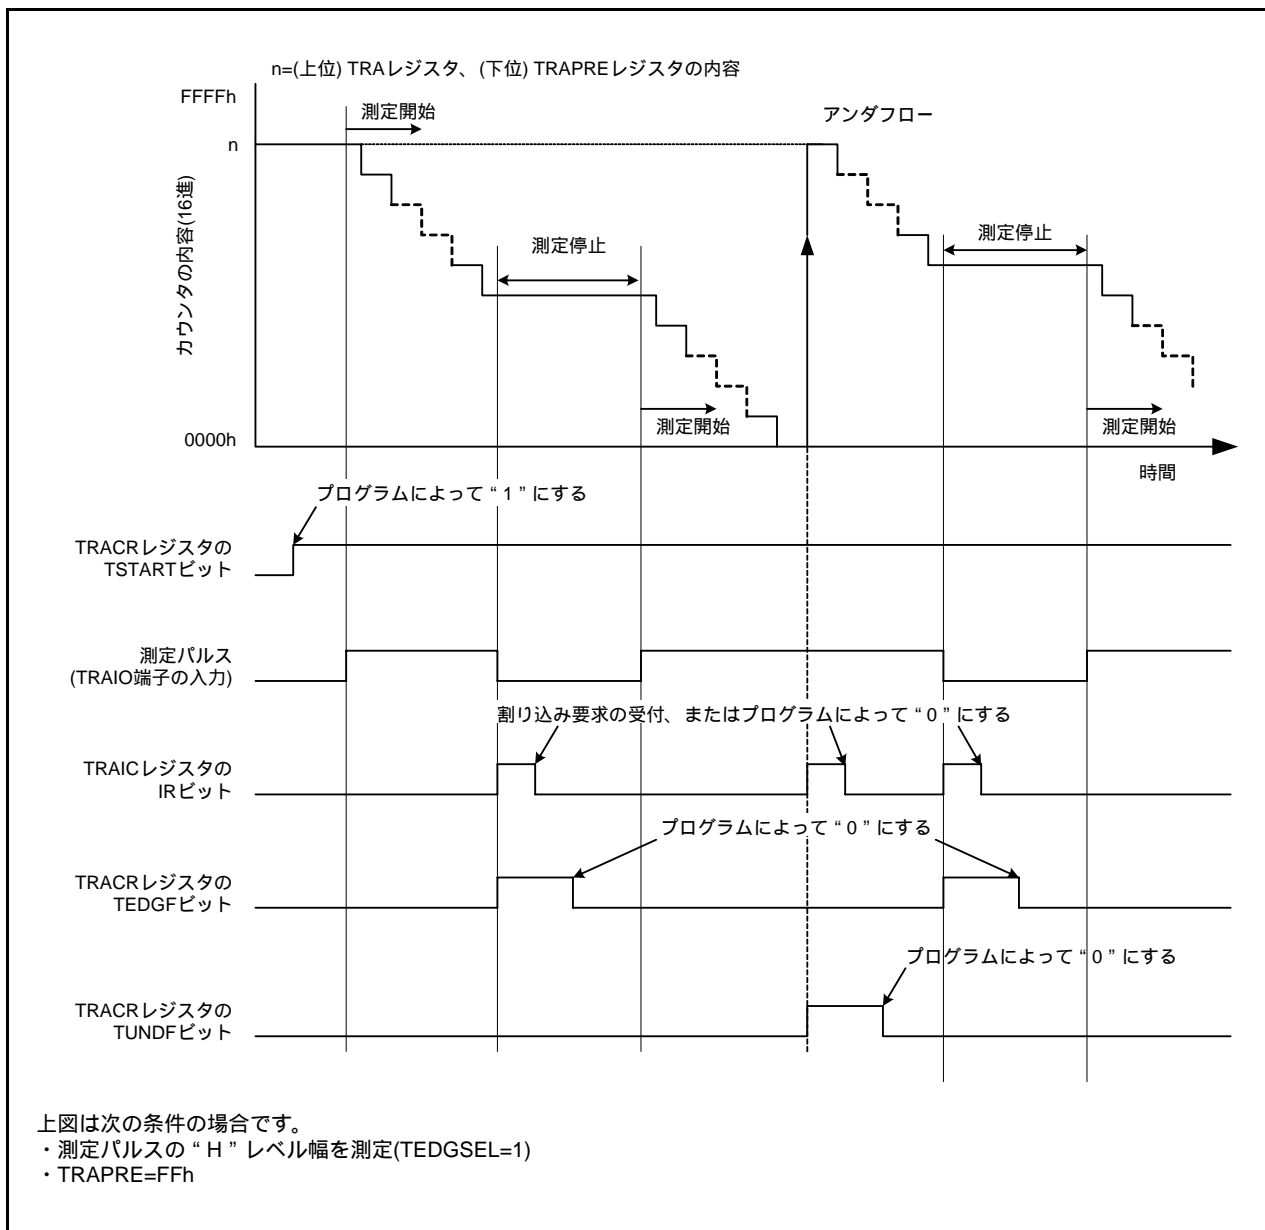 n=(上位) TRAレジスタ、(下位) TRAPREレジスタの内容
FFFFh
測定開始
アンダフロー
n
カウンタの内容(16進)
測定停止
測定停止
測定開始
測定開始
0000h
時間
プログラムによって“1”にする
TRACRレジスタの
TSTARTビット
測定パルス
(TRAIO端子の入力)
割り込み要求の受付、またはプログラムによって“0”にする
TRAICレジスタの
IRビット
プログラムによって“0”にする
TRACRレジスタの
TEDGFビット
プログラムによって“0”にする
TRACRレジスタの
TUNDFビット
上図は次の条件の場合です。
・測定パルスの“H”レベル幅を測定(TEDGSEL=1)
・TRAPRE=FFh